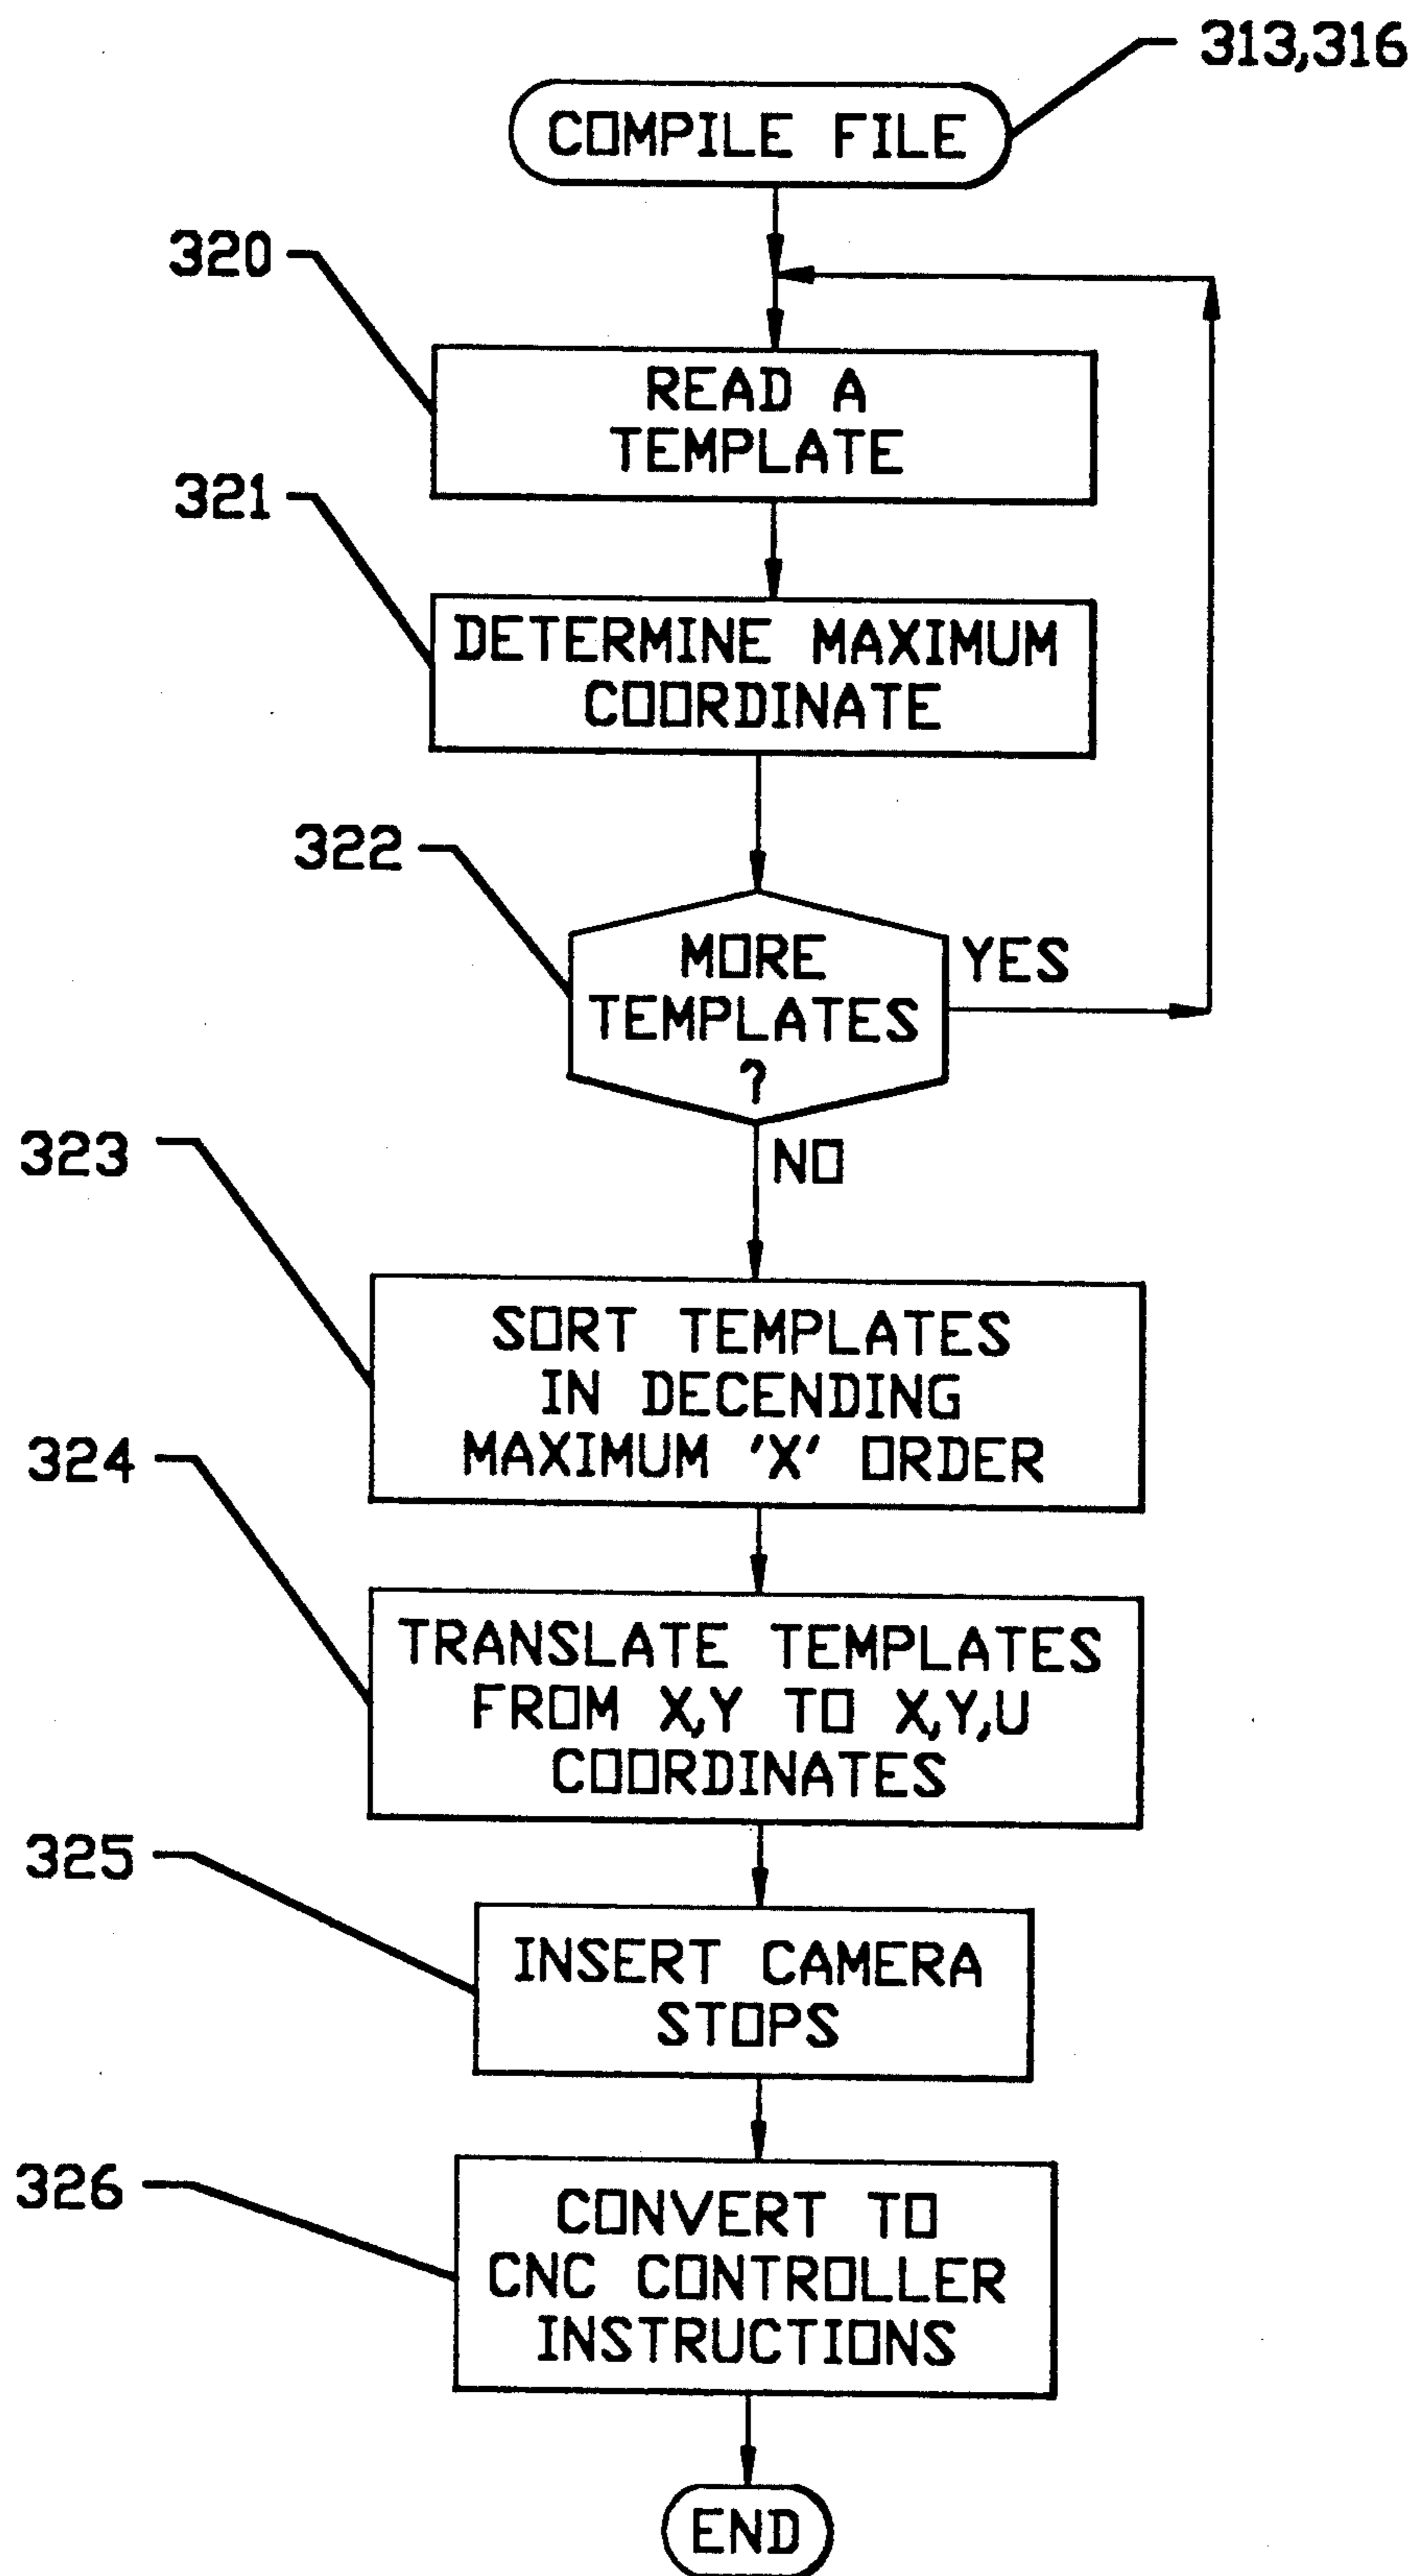 313,316
COMPILE FILE
320
READ A
TEMPLATE
321
DETERMINE MAXIMUM
COORDINATE
322
MORE
TEMPLATES
?
YES
NO
323
SORT TEMPLATES
IN DECENDING
MAXIMUM 'X' ORDER
324
TRANSLATE TEMPLATES
FROM X,Y TO X,Y,U
COORDINATES
325
INSERT CAMERA
STOPS
326
CONVERT TO
CNC CONTROLLER
INSTRUCTIONS
END